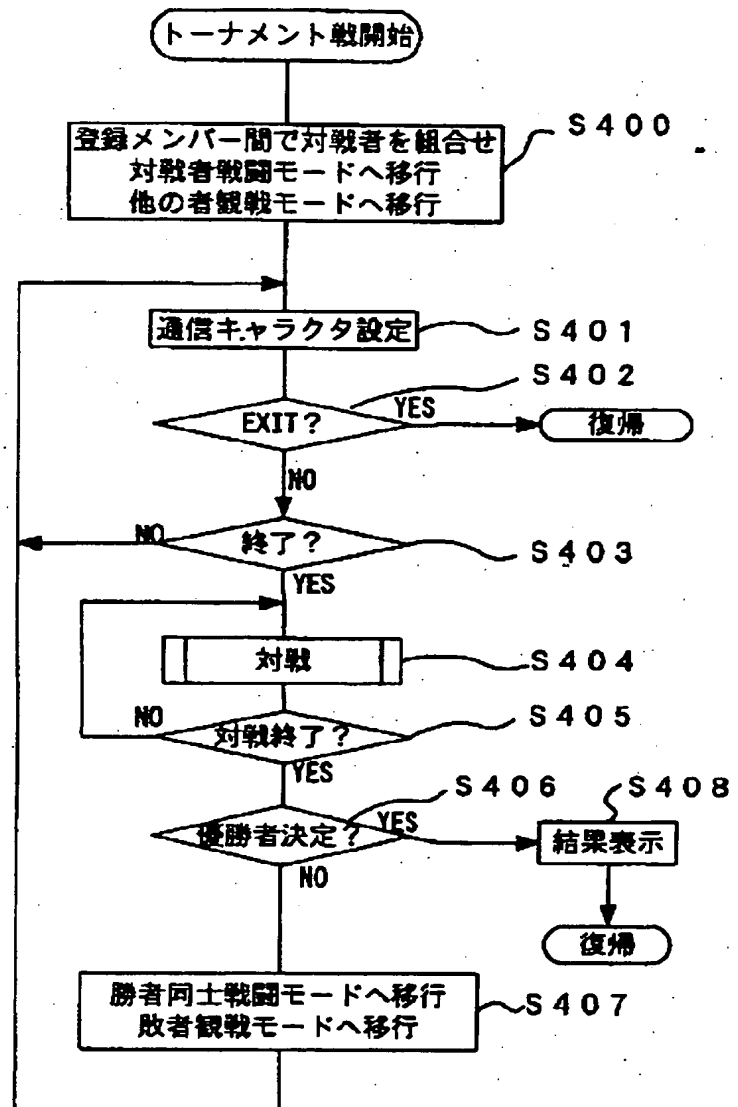 トーナメント戦開始
登録メンバー間で対戦者を組合せ
対戦者戦闘モードへ移行
他の者観戦モードへ移行
S400
通信キャラクタ設定
S401
S402
EXIT?
YES
復帰
NO
NO
終了?
S403
YES
対戦
S404
NO
対戦終了?
S405
YES
S406
S408
優勝者決定?
YES
結果表示
NO
復帰
勝者同士戦闘モードへ移行
敗者観戦モードへ移行
S407